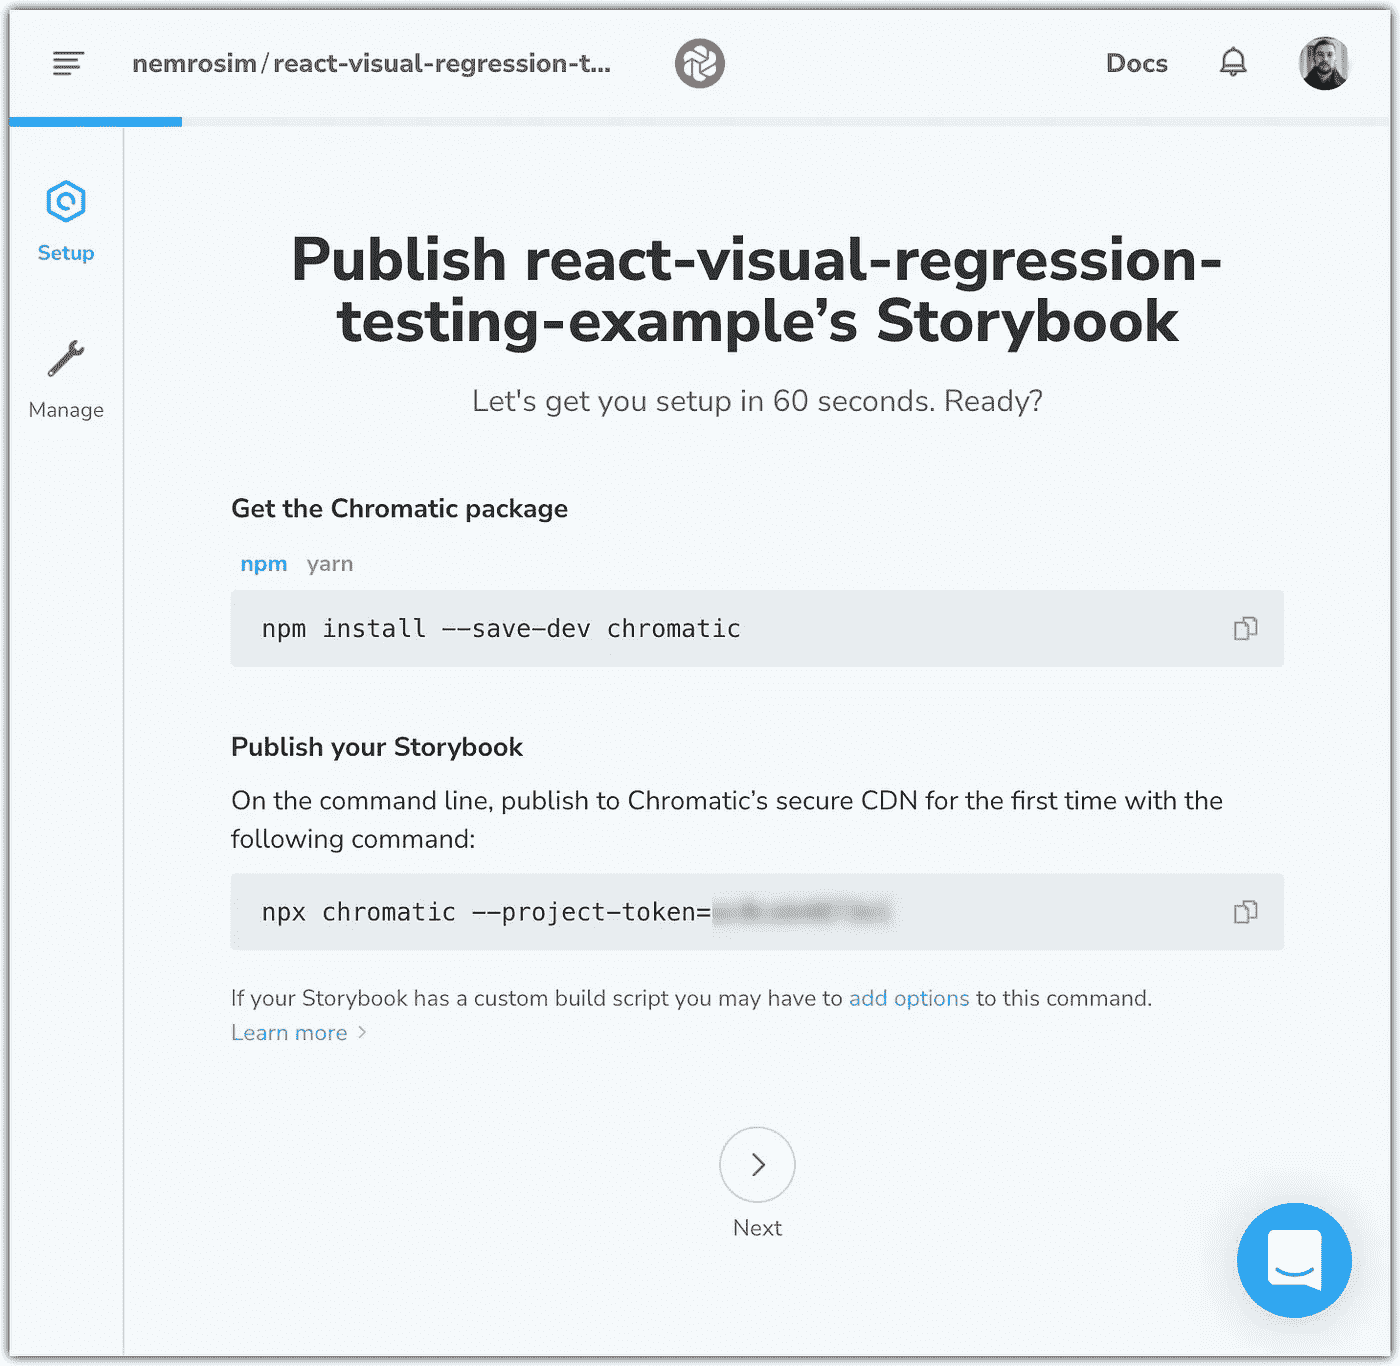 nemrosim/react-visual-regression-t...
Docs
Setup
Manage
Publish react-visual-regression-
testing-example’s Storybook
Let's get you setup in 60 seconds. Ready?
Get the Chromatic package
npm yarn
npm install --save-dev chromatic
Publish your Storybook
On the command line, publish to Chromatic’s secure CDN for the first time with the
following command:
npx chromatic --project-token=
If your Storybook has a custom build script you may have to add options to this command.
Learn more
Next